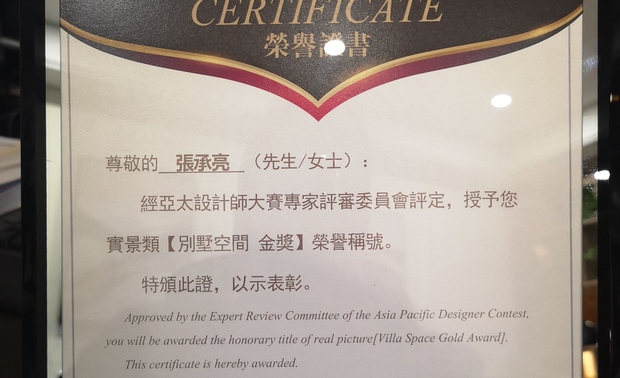 CERTIFICATE
榮譽證書
尊敬的 張承亮 （先生/女士）：
經亞太設計師大賽專家評審委員會評定，授予您
實景類【別墅空間 金獎】榮譽稱號。
特頒此證，以示表彰。
Approved by the Expert Review Committee of the Asia Pacific Designer Contest,
you will be awarded the honorary title of real picture[Villa Space Gold Award].
This certificate is hereby awarded.